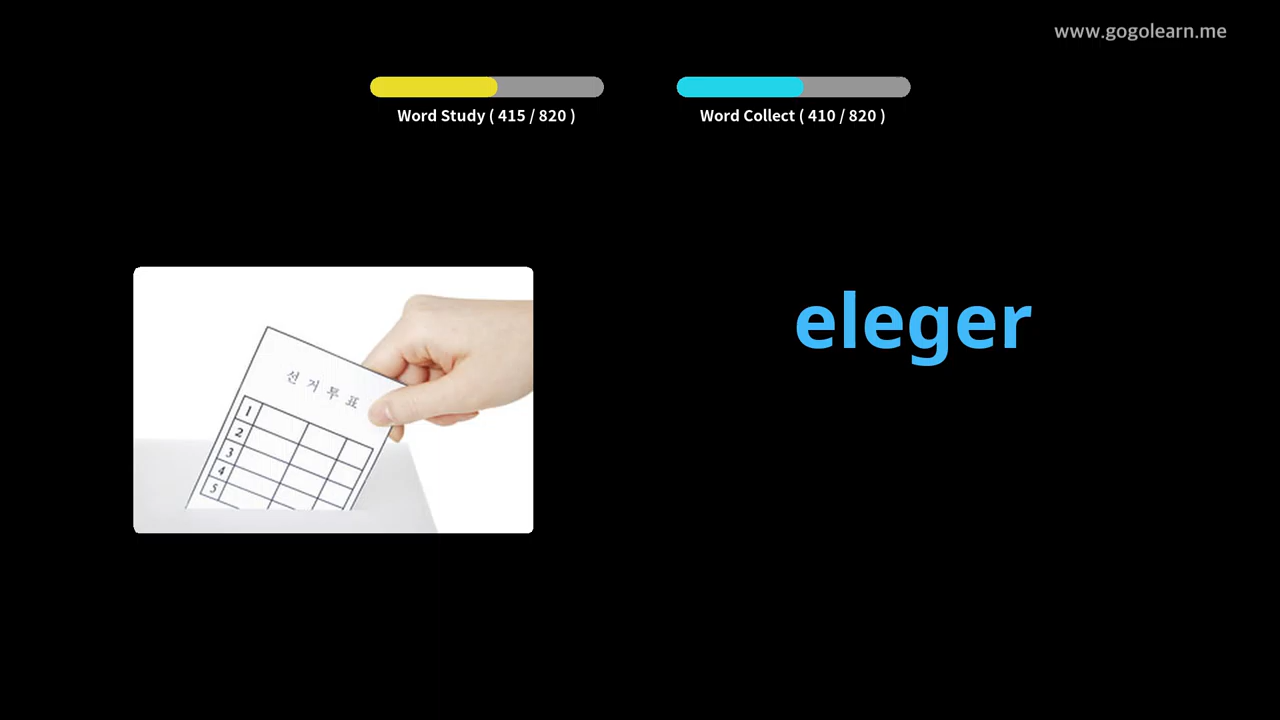 www.gogolearn.me
Word Study ( 415 / 820 )
Word Collect ( 410 / 820 )
eleger
선거투표
1
2
3
4
5